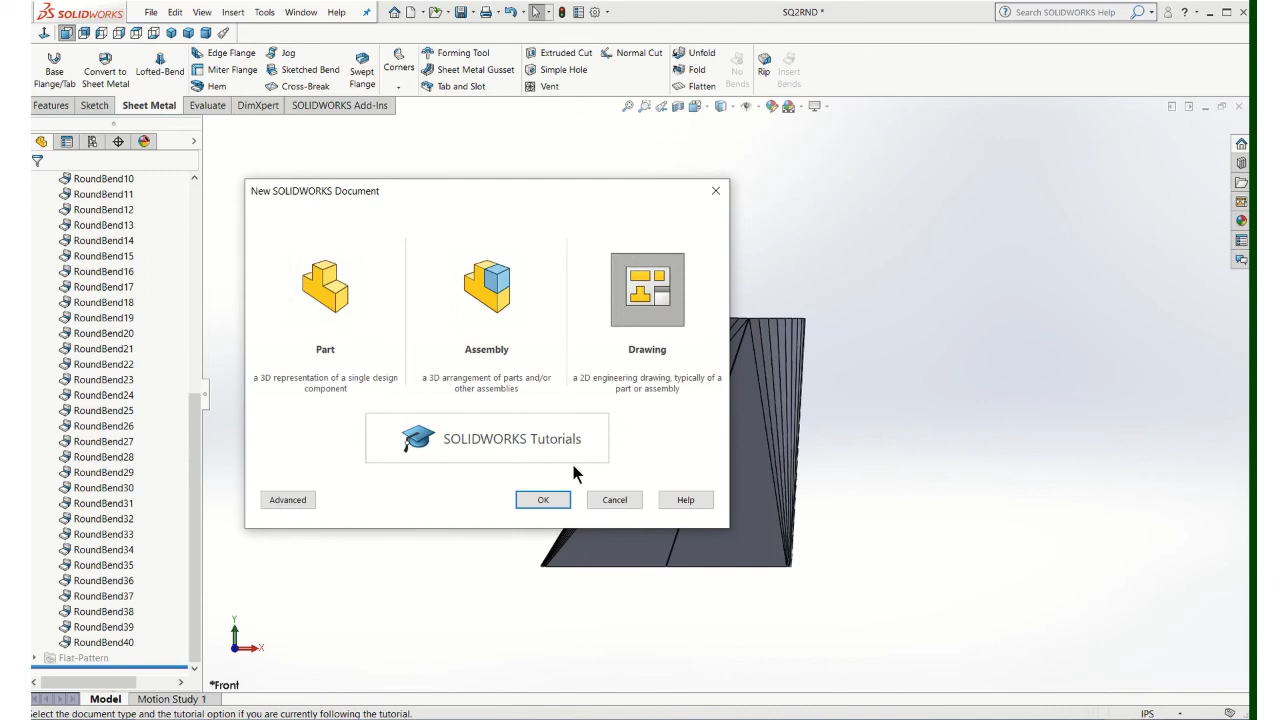 SOLIDWORKS
File Edit View Insert Tools Window Help
SQ2RND *
Search SOLIDWORKS Help
Base Flange/Tab
Convert to Sheet Metal
Lofted-Bend
Edge Flange
Miter Flange
Hem
Jog
Sketched Bend
Cross-Break
Swept Flange
Corners
Forming Tool
Sheet Metal Gusset
Tab and Slot
Extruded Cut
Simple Hole
Vent
Normal Cut
Unfold
Fold
Flatten
No Bends
Rip
Insert Bends
Features Sketch Sheet Metal Evaluate DimXpert SOLIDWORKS Add-Ins
RoundBend10
RoundBend11
RoundBend12
RoundBend13
RoundBend14
RoundBend15
RoundBend16
RoundBend17
RoundBend18
RoundBend19
RoundBend20
RoundBend21
RoundBend22
RoundBend23
RoundBend24
RoundBend25
RoundBend26
RoundBend27
RoundBend28
RoundBend29
RoundBend30
RoundBend31
RoundBend32
RoundBend33
RoundBend34
RoundBend35
RoundBend36
RoundBend37
RoundBend38
RoundBend39
RoundBend40
Flat-Pattern
New SOLIDWORKS Document
Part
a 3D representation of a single design
component
Assembly
a 3D arrangement of parts and/or
other assemblies
Drawing
a 2D engineering drawing, typically of a
part or assembly
SOLIDWORKS Tutorials
Advanced OK Cancel Help
Y
X
*Front
Model Motion Study 1
Select the document type and the tutorial option if you are currently following the tutorial.
IPS